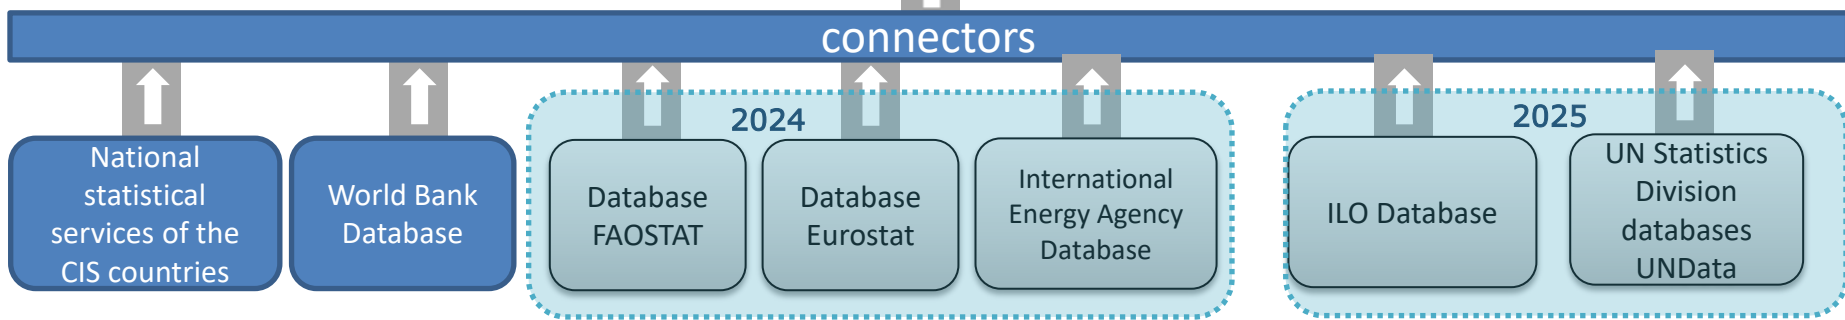 connectors
National
statistical
services of the
CIS countries
World Bank
Database
2024
Database
FAOSTAT
Database
Eurostat
International
Energy Agency
Database
2025
ILO Database
UN Statistics
Division
databases
UNData